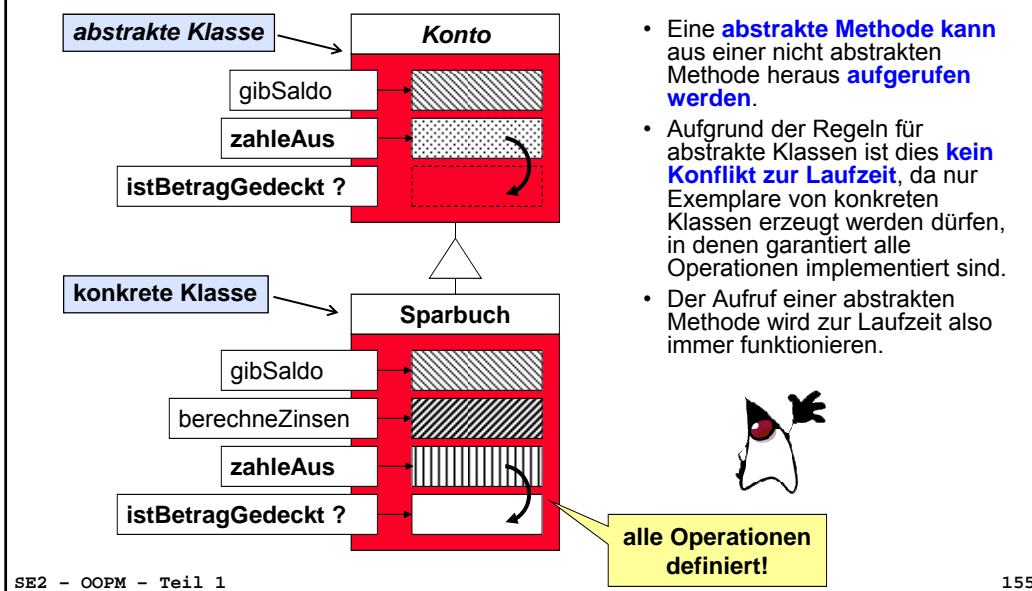 abstrakte Klasse
Konto
gibSaldo
zahleAus
istBetragGedeckt ?
konkrete Klasse
Sparbuch
gibSaldo
berechneZinsen
zahleAus
istBetragGedeckt ?
alle Operationen
definiert!
• Eine abstrakte Methode kann
aus einer nicht abstrakten
Methode heraus aufgerufen
werden.
• Aufgrund der Regeln für
abstrakte Klassen ist dies kein
Konflikt zur Laufzeit, da nur
Exemplare von konkreten
Klassen erzeugt werden dürfen,
in denen garantiert alle
Operationen implementiert sind.
• Der Aufruf einer abstrakten
Methode wird zur Laufzeit also
immer funktionieren.
SE2 – OOPM – Teil 1
155